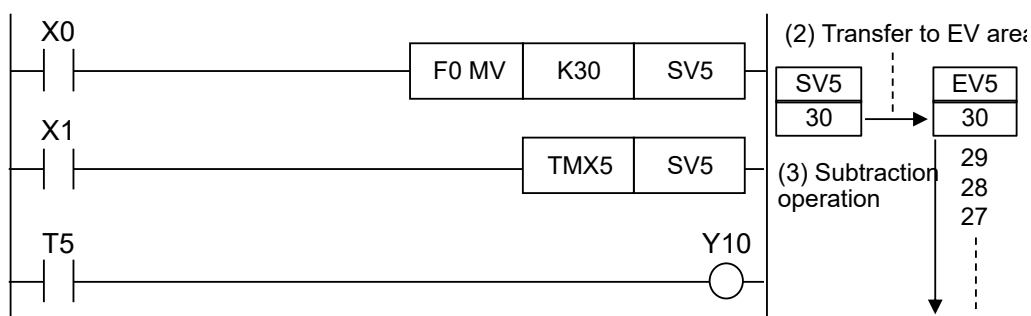 X0
F0 MV K30 SV5
X1
TMX5 SV5
T5
Y10
(2) Transfer to EV area
SV5 EV5
30 30
29
(3) Subtraction
operation
28
27